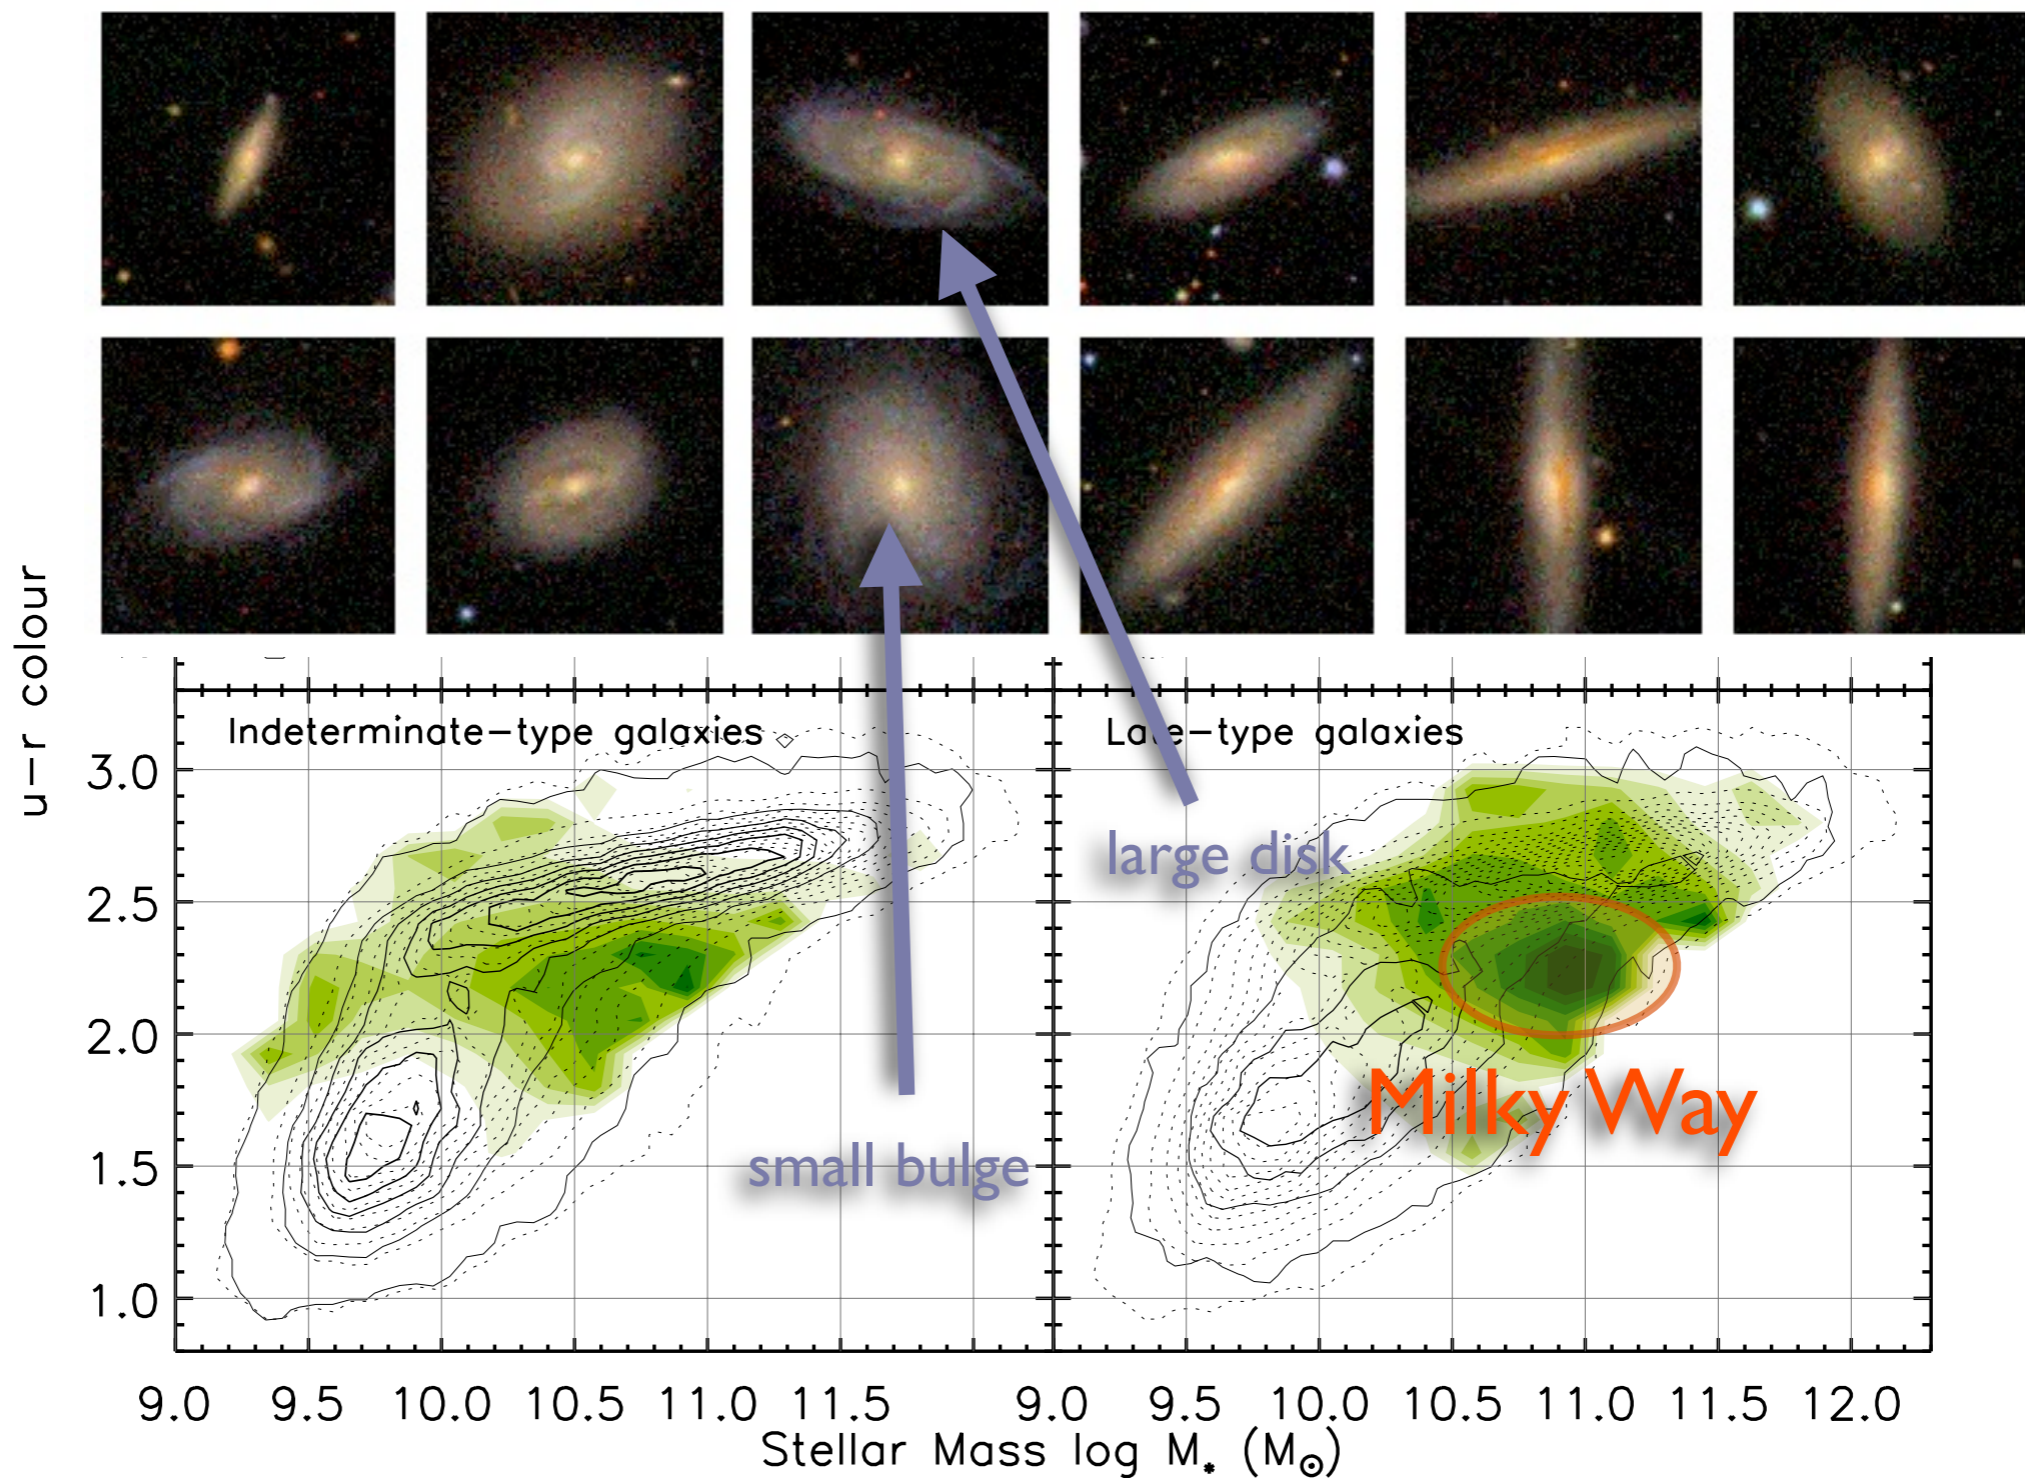 u−r colour
Indeterminate−type galaxies
Late−type galaxies
3.0
2.5
2.0
1.5
1.0
large disk
small bulge
Milky Way
9.0 9.5 10.0 10.5 11.0 11.5
9.0 9.5 10.0 10.5 11.0 11.5 12.0
Stellar Mass log M* (M⊙)